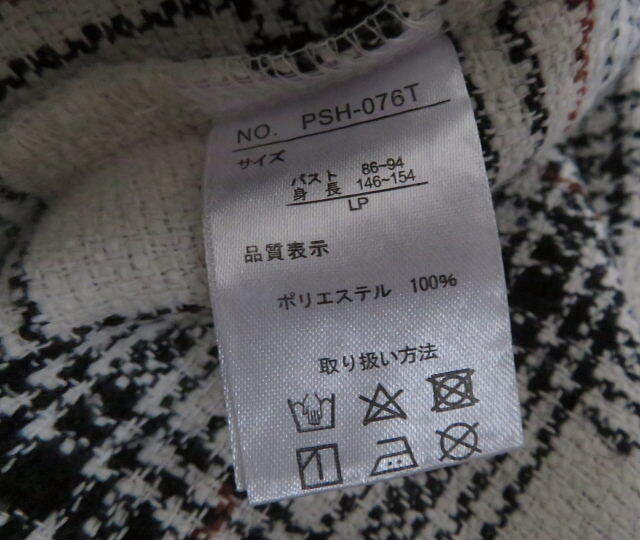 NO. PSH-076T
サイズ
バスト 86~94
身 長 146~154
LP
品質表示
ポリエステル 100%
取り扱い方法